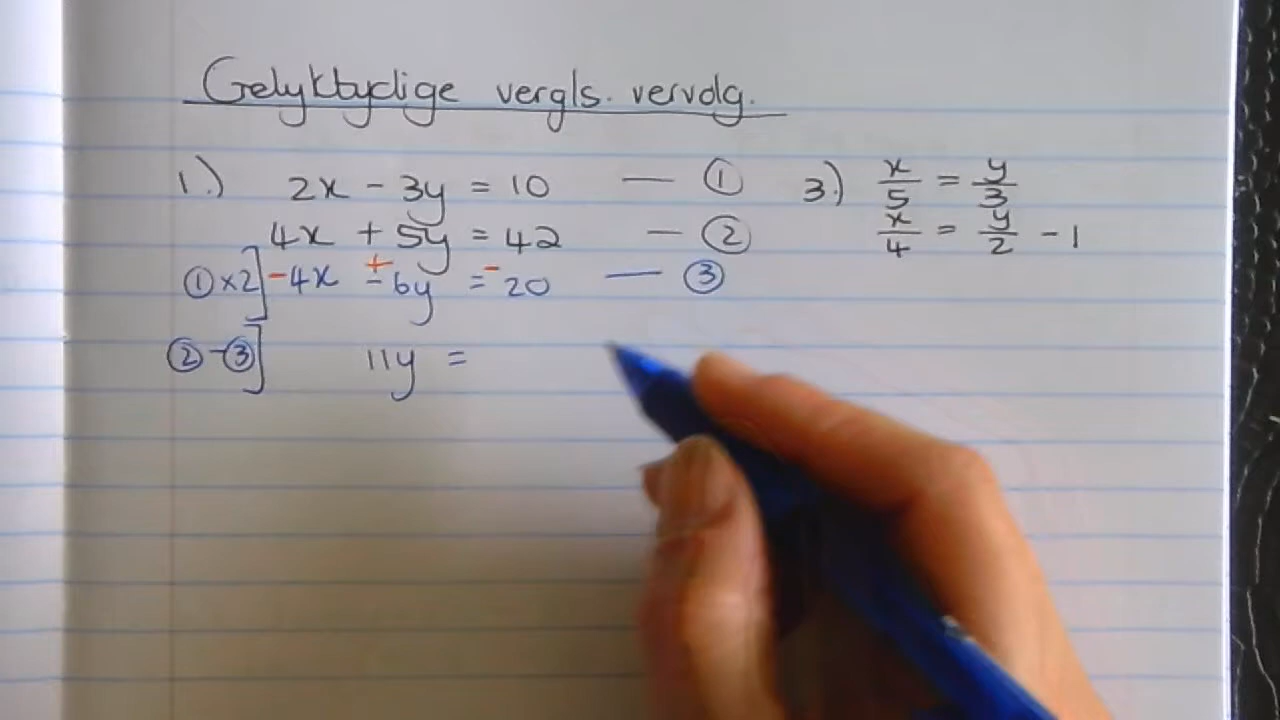 Gelyktydige vergls. vervolg.
1.) 2x - 3y = 10 — ①
4x + 5y = 42 — ②
①×2] - 4x ± 6y = - 20 — ③
② - ③] 11y =
3.) x/5 = y/3
x/4 = y/2 - 1